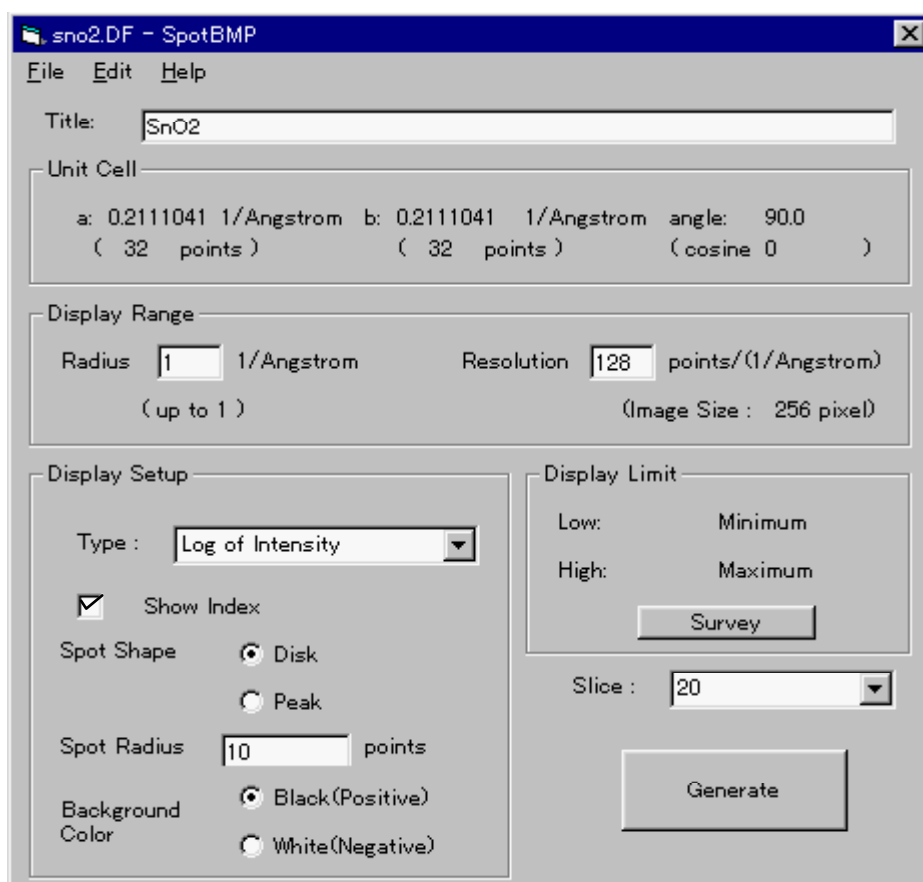 sno2.DF - SpotBMP
File Edit Help
Title: SnO2
Unit Cell
a: 0.2111041 1/Angstrom b: 0.2111041 1/Angstrom angle: 90.0
( 32 points ) ( 32 points ) ( cosine 0 )
Display Range
Radius 1 1/Angstrom Resolution 128 points/(1/Angstrom)
( up to 1 ) (Image Size : 256 pixel)
Display Setup
Type : Log of Intensity
Show Index
Spot Shape Disk
Peak
Spot Radius 10 points
Background Color Black(Positive)
White(Negative)
Display Limit
Low: Minimum
High: Maximum
Survey
Slice : 20
Generate